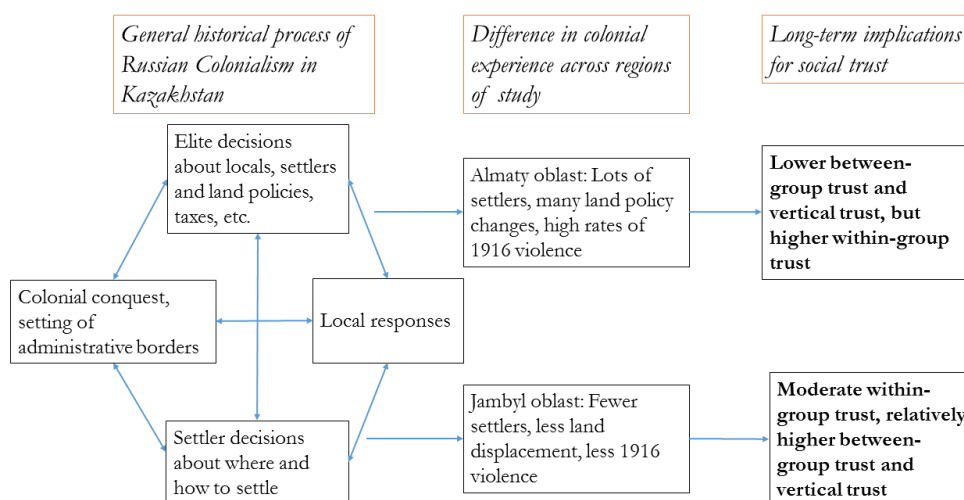 General historical process of
Russian Colonialism in
Kazakhstan
Difference in colonial
experience across regions
of study
Long-term implications
for social trust
Elite decisions
about locals, settlers
and land policies,
taxes, etc.
Almaty oblast: Lots of
settlers, many land policy
changes, high rates of
1916 violence
Lower between-
group trust and
vertical trust, but
higher within-group
trust
Colonial conquest,
setting of
administrative borders
Local responses
Settler decisions
about where and
how to settle
Jambyl oblast: Fewer
settlers, less land
displacement, less 1916
violence
Moderate within-
group trust, relatively
higher between-
group trust and
vertical trust